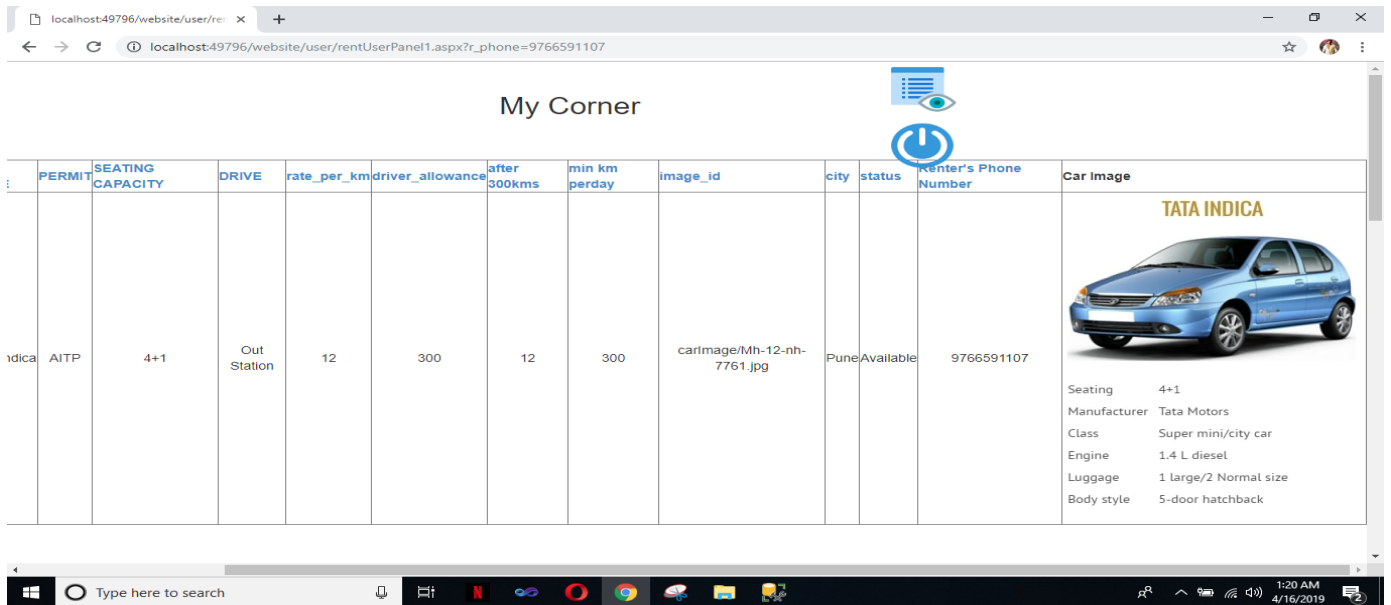 localhost:49796/website/user/ren
localhost:49796/website/user/rentUserPanel1.aspx?r_phone=9766591107
My Corner
PERMIT SEATING CAPACITY DRIVE rate_per_km driver_allowance after 300kms min km perday image_id city status Renter's Phone Number Car Image
AITP 4+1 Out Station 12 300 12 300 carImage/Mh-12-nh-7761.jpg Pune Available 9766591107
TATA INDICA
Seating 4+1
Manufacturer Tata Motors
Class Super mini/city car
Engine 1.4 L diesel
Luggage 1 large/2 Normal size
Body style 5-door hatchback
Type here to search
1:20 AM
4/16/2019
2